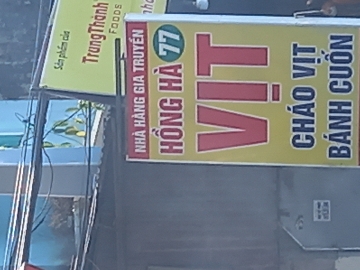 Sản phẩm của
TrungThành
FOODS
NHÀ HÀNG GIA TRUYỀN
HỒNG HÀ 77
VỊT
CHÁO VỊT
BÁNH CUỐN